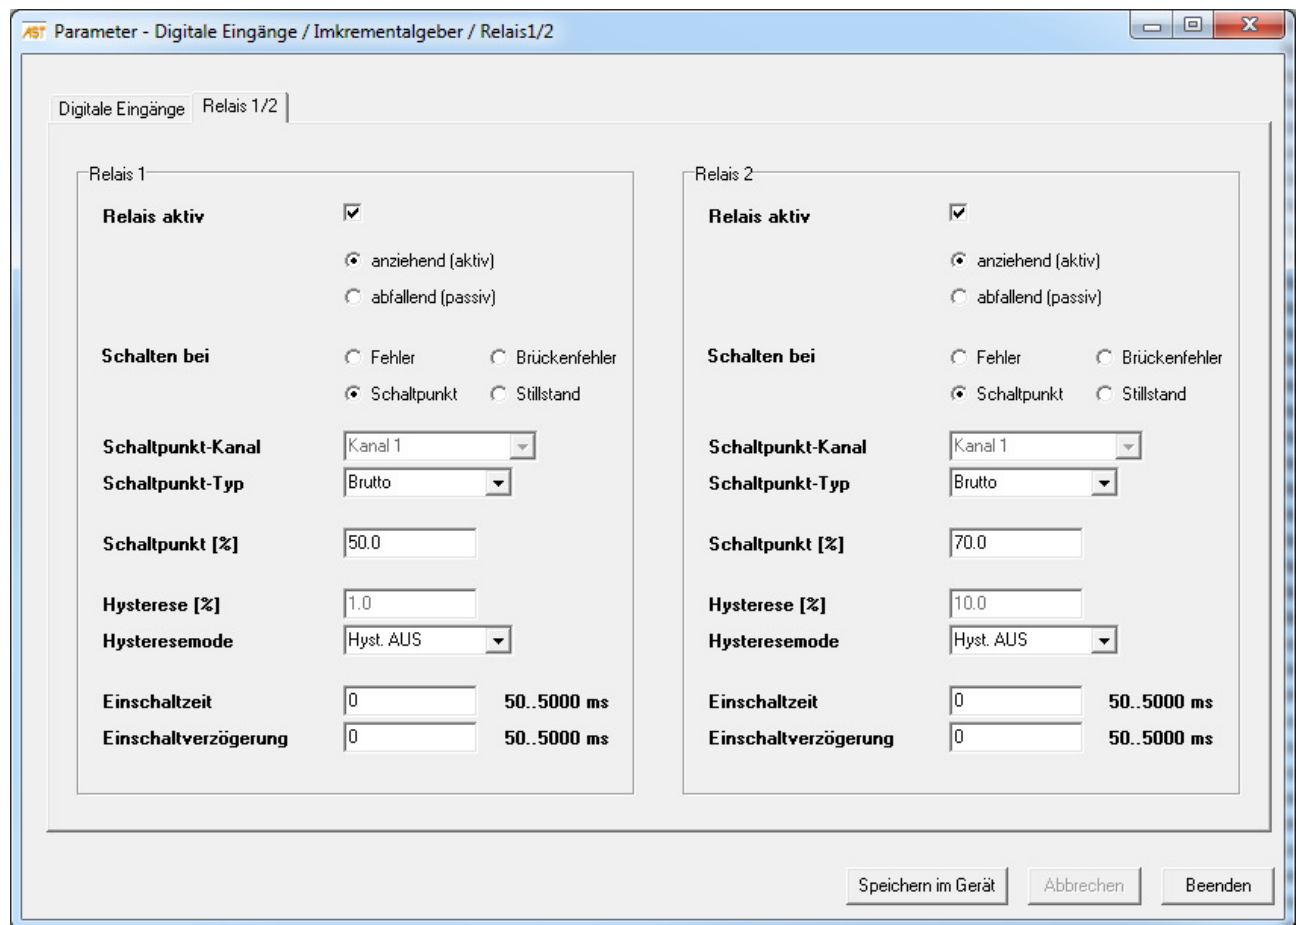 AST Parameter - Digitale Eingänge / Imkrementalgeber / Relais1/2
Digitale Eingänge Relais 1/2
Relais 1
Relais aktiv
anziehend (aktiv)
abfallend (passiv)
Schalten bei Fehler Brückenfehler
Schaltpunkt Stillstand
Schaltpunkt-Kanal Kanal 1
Schaltpunkt-Typ Brutto
Schaltpunkt [%] 50.0
Hysterese [%] 1.0
Hysteresemode Hyst. AUS
Einschaltzeit 0 50..5000 ms
Einschaltverzögerung 0 50..5000 ms
Relais 2
Relais aktiv
anziehend (aktiv)
abfallend (passiv)
Schalten bei Fehler Brückenfehler
Schaltpunkt Stillstand
Schaltpunkt-Kanal Kanal 1
Schaltpunkt-Typ Brutto
Schaltpunkt [%] 70.0
Hysterese [%] 10.0
Hysteresemode Hyst. AUS
Einschaltzeit 0 50..5000 ms
Einschaltverzögerung 0 50..5000 ms
Speichern im Gerät Abbrechen Beenden